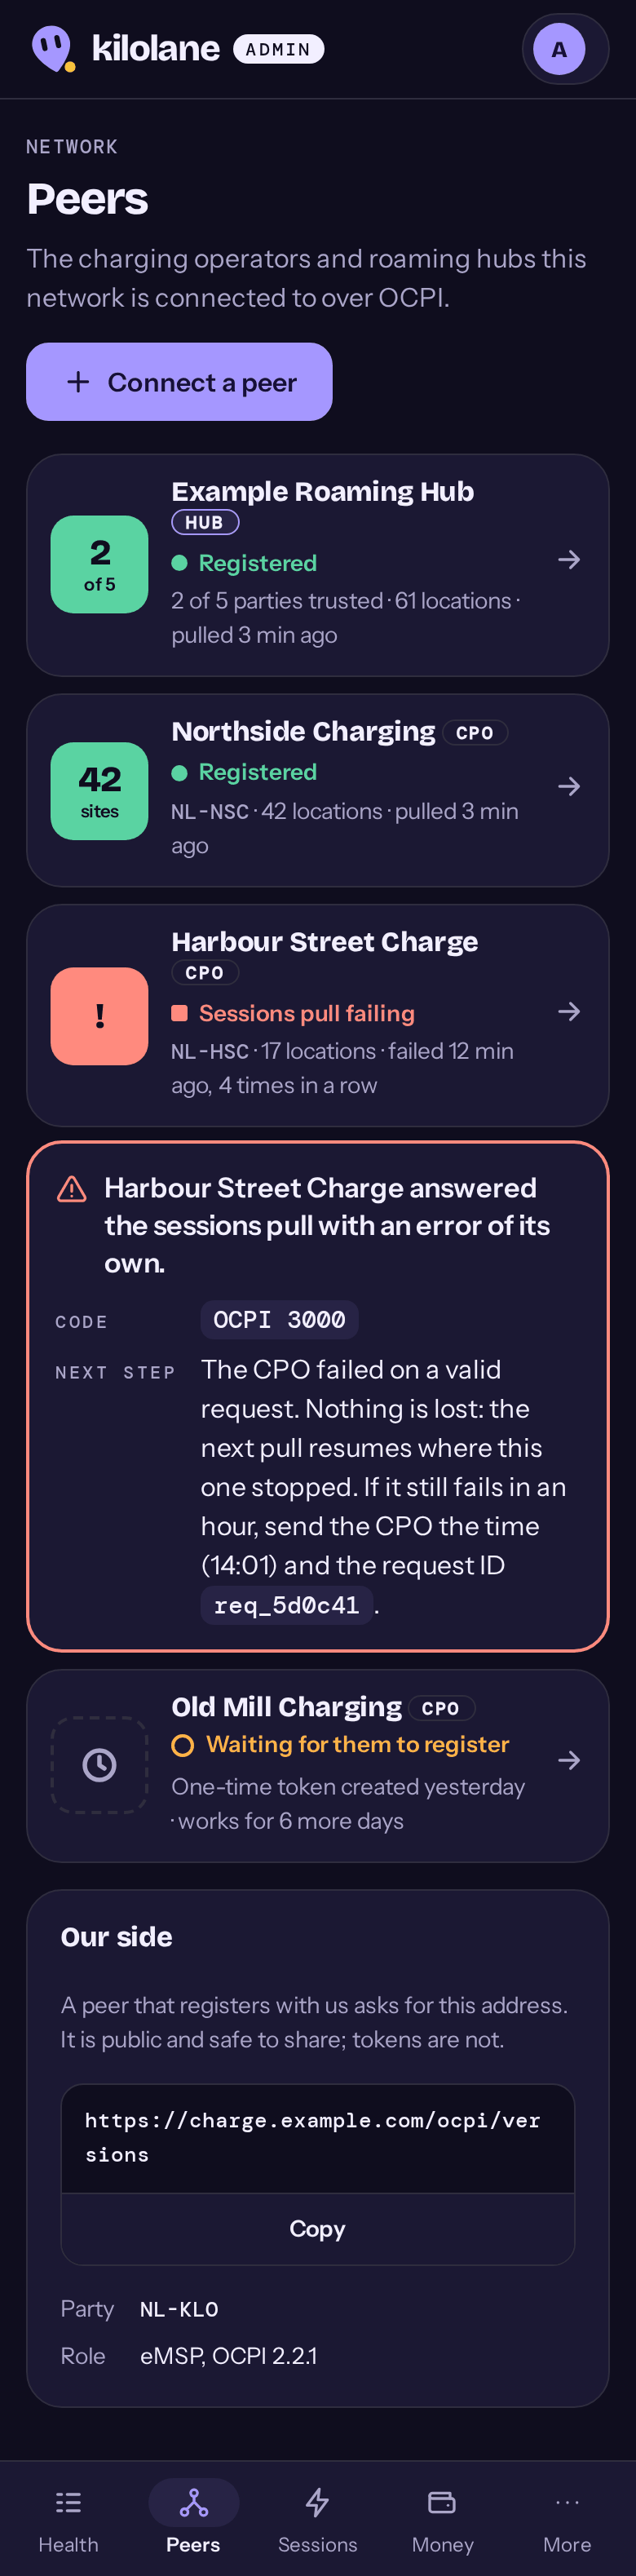 kilolane ADMIN
A
NETWORK
Peers
The charging operators and roaming hubs this
network is connected to over OCPI.
+ Connect a peer
2
of 5
Example Roaming Hub
HUB
Registered
2 of 5 parties trusted · 61 locations ·
pulled 3 min ago
42
sites
Northside Charging CPO
Registered
NL-NSC · 42 locations · pulled 3 min
ago
!
Harbour Street Charge
CPO
Sessions pull failing
NL-HSC · 17 locations · failed 12 min
ago, 4 times in a row
Harbour Street Charge answered
the sessions pull with an error of its
own.
CODE OCPI 3000
NEXT STEP The CPO failed on a valid
request. Nothing is lost: the
next pull resumes where this
one stopped. If it still fails in an
hour, send the CPO the time
(14:01) and the request ID
req_5d0c41.
Old Mill Charging CPO
Waiting for them to register
One-time token created yesterday
· works for 6 more days
Our side
A peer that registers with us asks for this address.
It is public and safe to share; tokens are not.
https://charge.example.com/ocpi/ver
sions
Copy
Party NL-KLO
Role eMSP, OCPI 2.2.1
Health Peers Sessions Money More